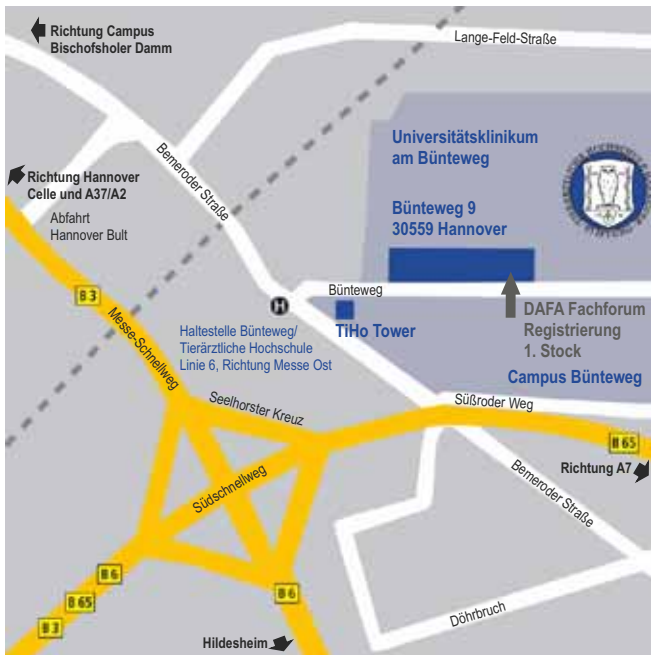 Richtung Campus
Bischofsholer Damm
Lange-Feld-Straße
Bemeroder Straße
Universitätsklinikum
am Bünteweg
Richtung Hannover
Celle und A37/A2
Abfahrt
Hannover Bult
Bünteweg 9
30559 Hannover
B 3
Messe-Schnellweg
H
Bünteweg
Haltestelle Bünteweg/
Tierärztliche Hochschule
Linie 6, Richtung Messe Ost
TiHo Tower
DAFA Fachforum
Registrierung
1. Stock
Campus Bünteweg
Seelhorster Kreuz
Süßroder Weg
B 65
Richtung A7
Südschnellweg
Bemeroder Straße
B 6
B 65
B 3
B 6
Döhrbruch
Hildesheim